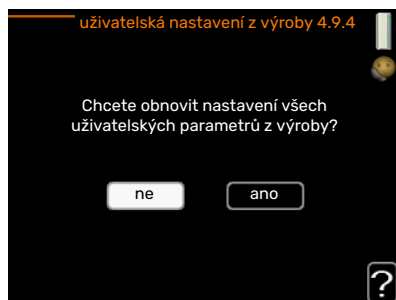 uživatelská nastavení z výroby 4.9.4
Chcete obnovit nastavení všech
uživatelských parametrů z výroby?
ne
ano
?